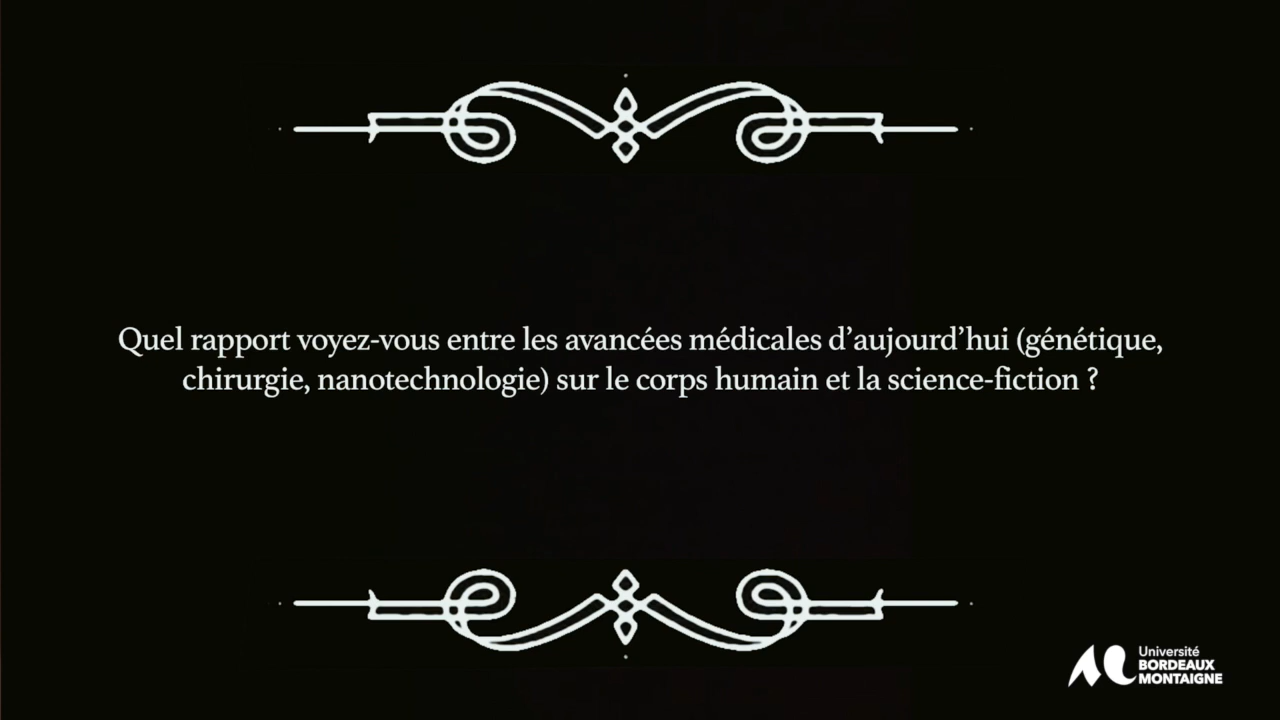 Quel rapport voyez-vous entre les avancées médicales d’aujourd’hui (génétique,
chirurgie, nanotechnologie) sur le corps humain et la science-fiction ?
Université
BORDEAUX
MONTAIGNE